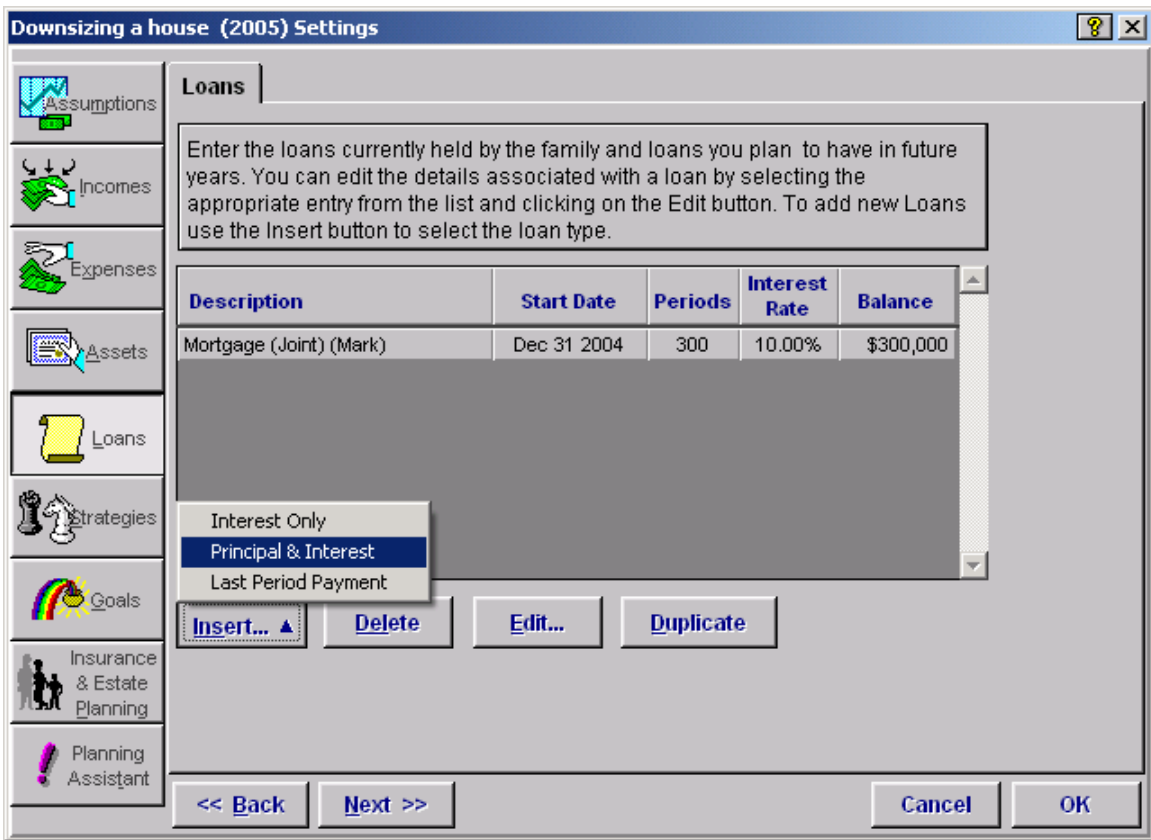 Downsizing a house (2005) Settings
Assumptions
Incomes
Expenses
Assets
Loans
Strategies
Goals
Insurance
& Estate
Planning
Planning
Assistant
Loans
Enter the loans currently held by the family and loans you plan to have in future
years. You can edit the details associated with a loan by selecting the
appropriate entry from the list and clicking on the Edit button. To add new Loans
use the Insert button to select the loan type.
Description Start Date Periods Interest Rate Balance
Mortgage (Joint) (Mark) Dec 31 2004 300 10.00% $300,000
Interest Only
Principal & Interest
Last Period Payment
Insert... ▲ Delete Edit... Duplicate
<< Back Next >> Cancel OK